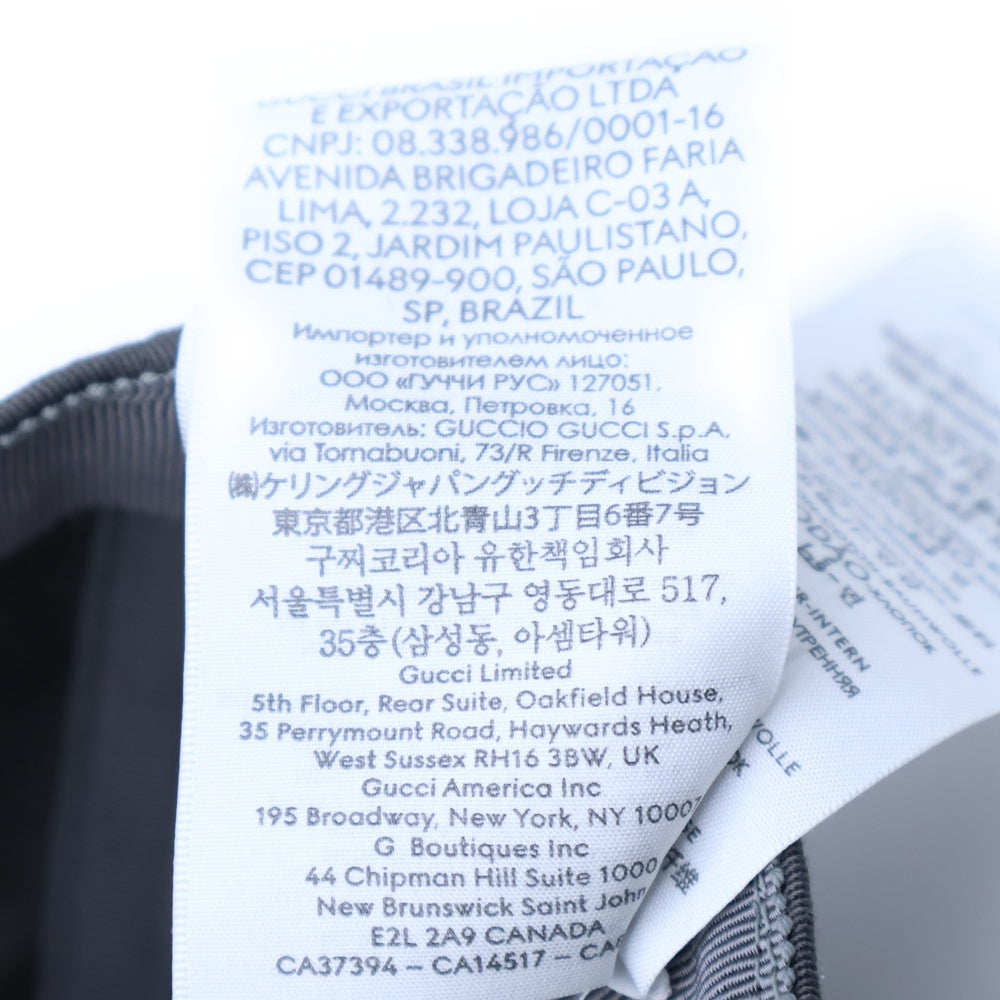 GUCCI BRASIL IMPORTAÇÃO
E EXPORTAÇÃO LTDA
CNPJ: 08.338.986/0001-16
AVENIDA BRIGADEIRO FARIA
LIMA, 2.232, LOJA C-03 A,
PISO 2, JARDIM PAULISTANO,
CEP 01489-900, SÃO PAULO,
SP, BRAZIL
Импортер и уполномоченное
изготовителем лицо:
ООО «ГУЧЧИ РУС» 127051,
Москва, Петровка, 16
Изготовитель: GUCCIO GUCCI S.p.A.
via Tornabuoni, 73/R Firenze, Italia
㈱ケリングジャパングッチディビジョン
東京都港区北青山3丁目6番7号
구찌코리아 유한책임회사
서울특별시 강남구 영동대로 517,
35층(삼성동, 아셈타워)
Gucci Limited
5th Floor, Rear Suite, Oakfield House,
35 Perrymount Road, Haywards Heath,
West Sussex RH16 3BW, UK
Gucci America Inc
195 Broadway, New York, NY 10007
G Boutiques Inc
44 Chipman Hill Suite 1000
New Brunswick Saint John
E2L 2A9 CANADA
CA37394 - CA14517 -